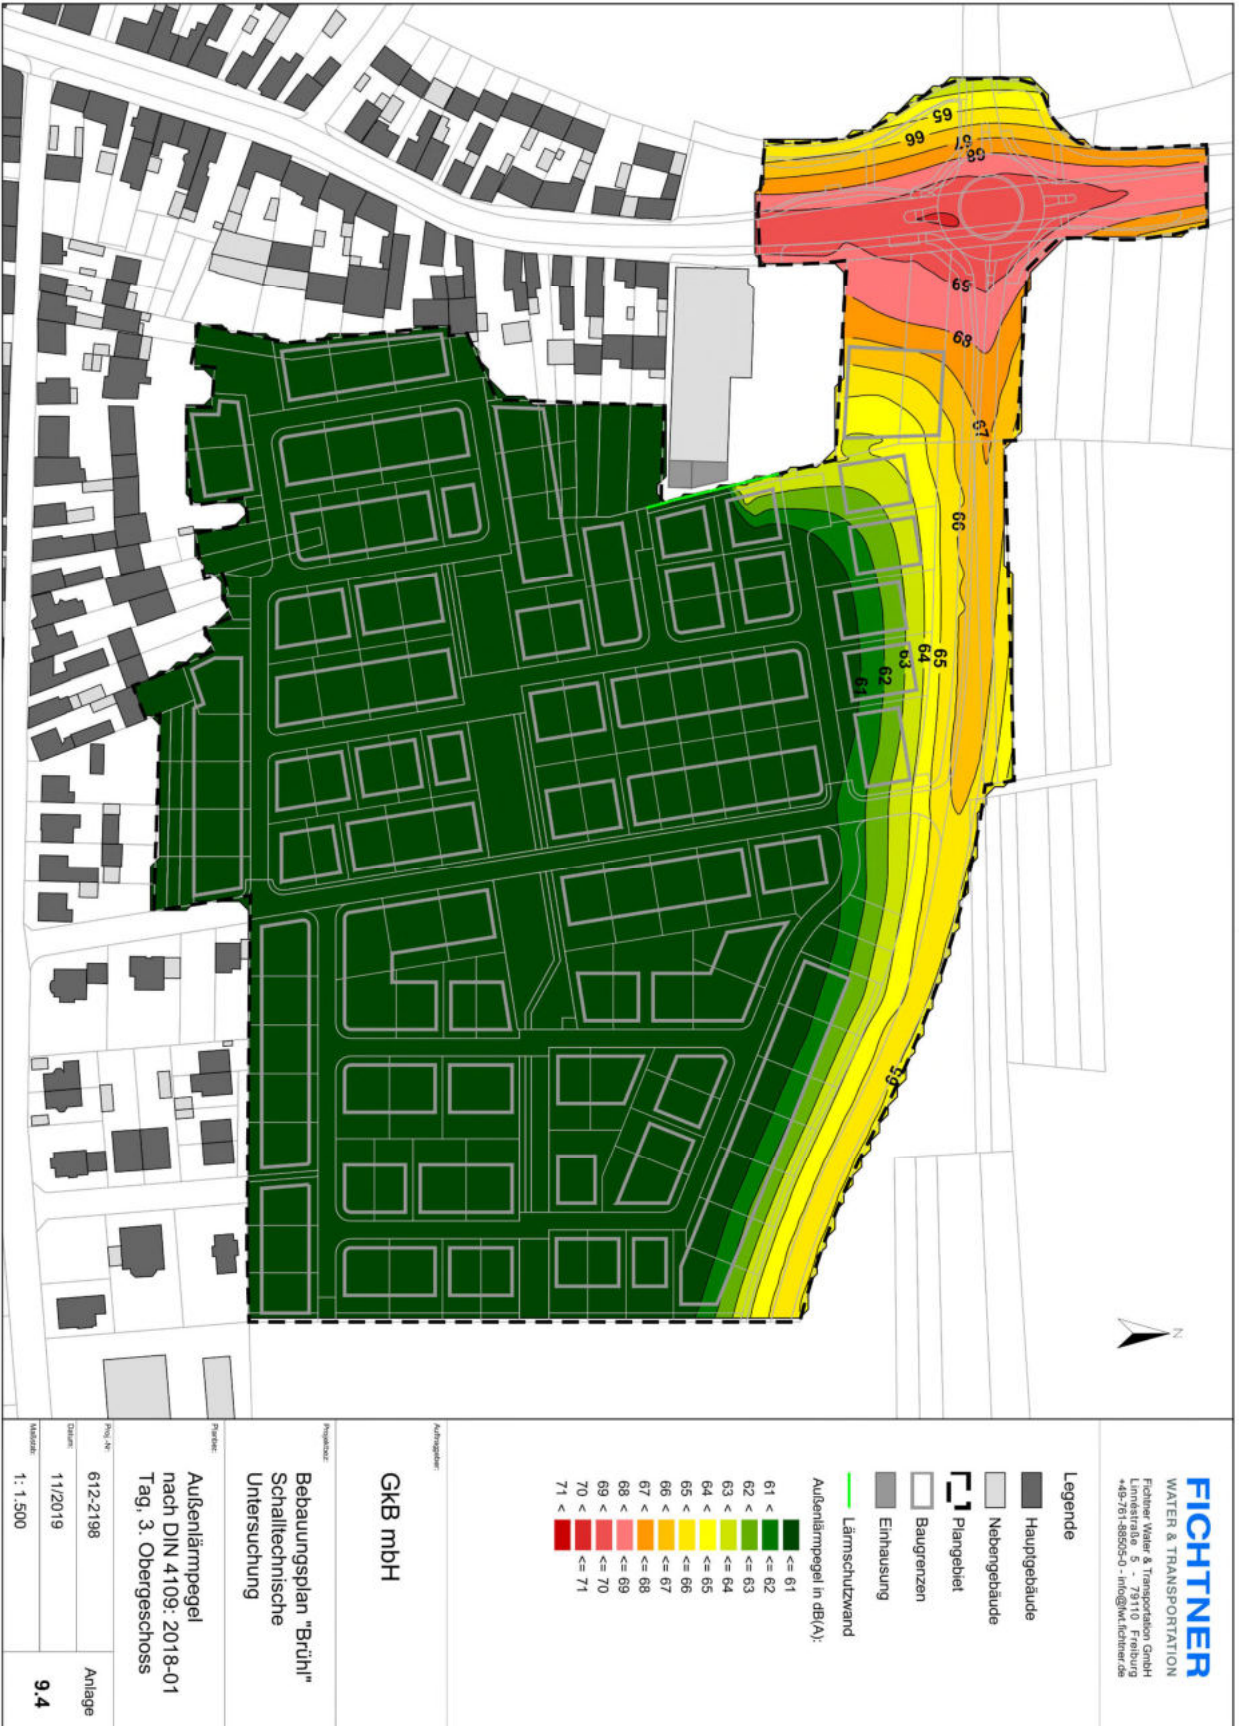 FICHTNER
WATER & TRANSPORTATION
Fichtner Water & Transportation GmbH
Linnéstraße 5 - 79110 Freiburg
+49-761-88505-0 - info@fwt.fichtner.de
Legende
Hauptgebäude
Nebengebäude
Plangebiet
Baugrenzen
Einhausung
Lärmschutzwand
Außenlärmpegel in dB(A):
<= 61
61 < <= 62
62 < <= 63
63 < <= 64
64 < <= 65
65 < <= 66
66 < <= 67
67 < <= 68
68 < <= 69
69 < <= 70
70 < <= 71
71 <
Auftraggeber:
GkB mbH
Projektbez:
Bebauungsplan "Brühl"
Schalltechnische
Untersuchung
Planbez:
Außenlärmpegel
nach DIN 4109: 2018-01
Tag, 3. Obergeschoss
Proj.-Nr:
612-2198
Datum:
11/2019
Maßstab:
1: 1.500
Anlage
9.4
N
65
66
67
68
69
68
67
66
65
64
63
62
61
65